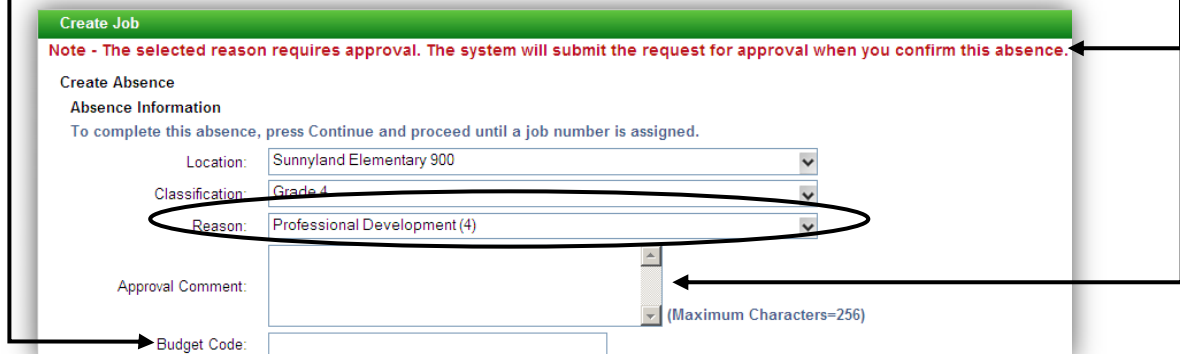 Create Job
Note - The selected reason requires approval. The system will submit the request for approval when you confirm this absence.
Create Absence
Absence Information
To complete this absence, press Continue and proceed until a job number is assigned.
Location: Sunnyland Elementary 900
Classification: Grade 4
Reason: Professional Development (4)
Approval Comment:
(Maximum Characters=256)
Budget Code: